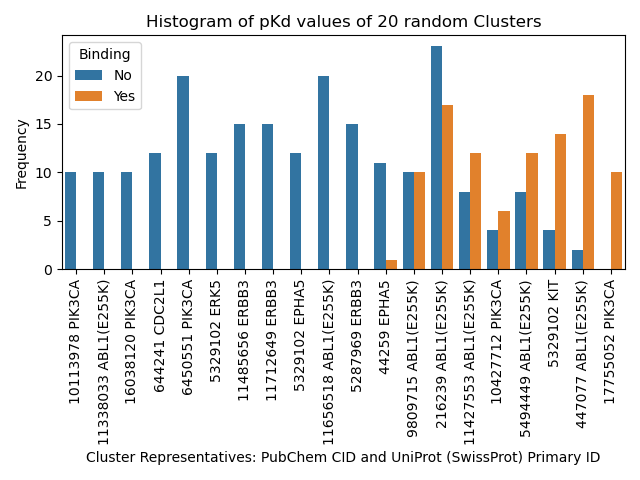 Histogram of pKd values of 20 random Clusters
Binding
No
Yes
Frequency
20
15
10
5
0
10113978 PIK3CA
11338033 ABL1(E255K)
16038120 PIK3CA
644241 CDC2L1
6450551 PIK3CA
5329102 ERK5
11485656 ERBB3
11712649 ERBB3
5329102 EPHA5
11656518 ABL1(E255K)
5287969 ERBB3
44259 EPHA5
9809715 ABL1(E255K)
216239 ABL1(E255K)
11427553 ABL1(E255K)
10427712 PIK3CA
5494449 ABL1(E255K)
5329102 KIT
447077 ABL1(E255K)
17755052 PIK3CA
Cluster Representatives: PubChem CID and UniProt (SwissProt) Primary ID